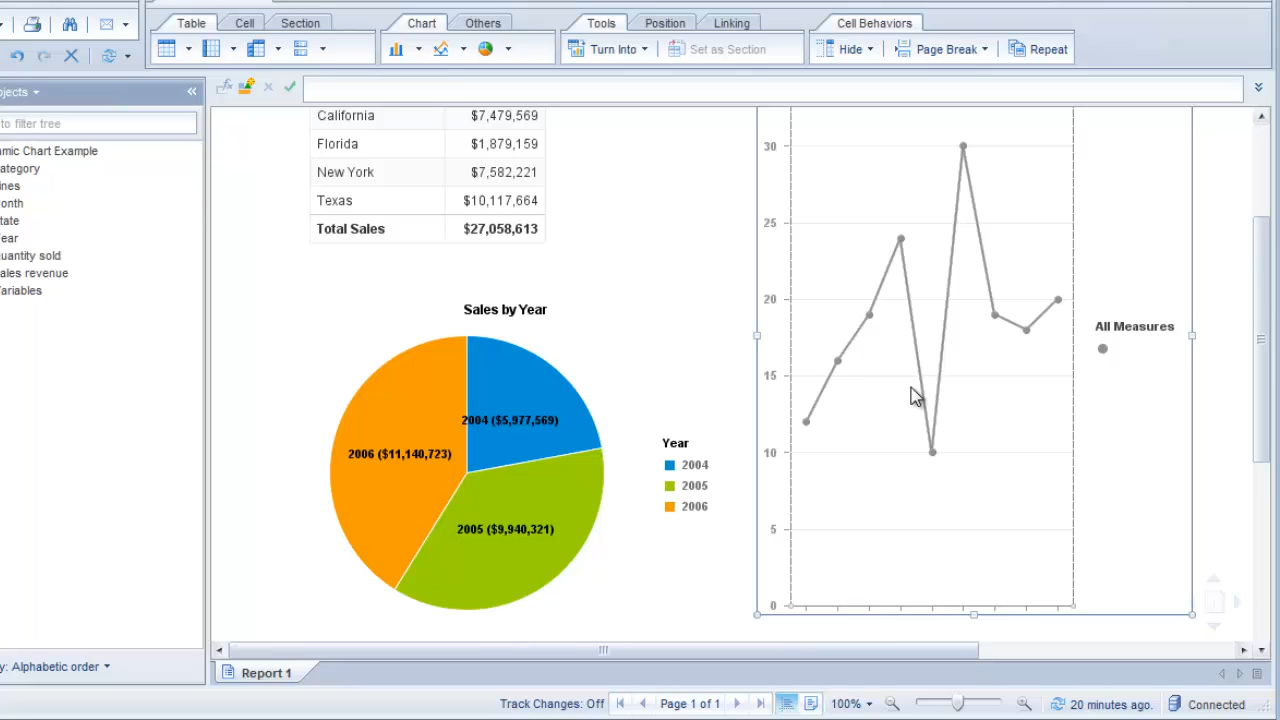 Table Cell Section Chart Others Tools Position Linking Cell Behaviors
Turn Into Set as Section Hide Page Break Repeat
jects
to filter tree
mic Chart Example
ategory
ines
onth
tate
ear
uantity sold
ales revenue
ariables
y: Alphabetic order
California $7,479,569
Florida $1,879,159
New York $7,582,221
Texas $10,117,664
Total Sales $27,058,613
Sales by Year
2004 ($5,977,569)
2006 ($11,140,723)
2005 ($9,940,321)
Year
2004
2005
2006
30
25
20
15
10
5
0
All Measures
Report 1
Track Changes: Off Page 1 of 1 100% 20 minutes ago. Connected